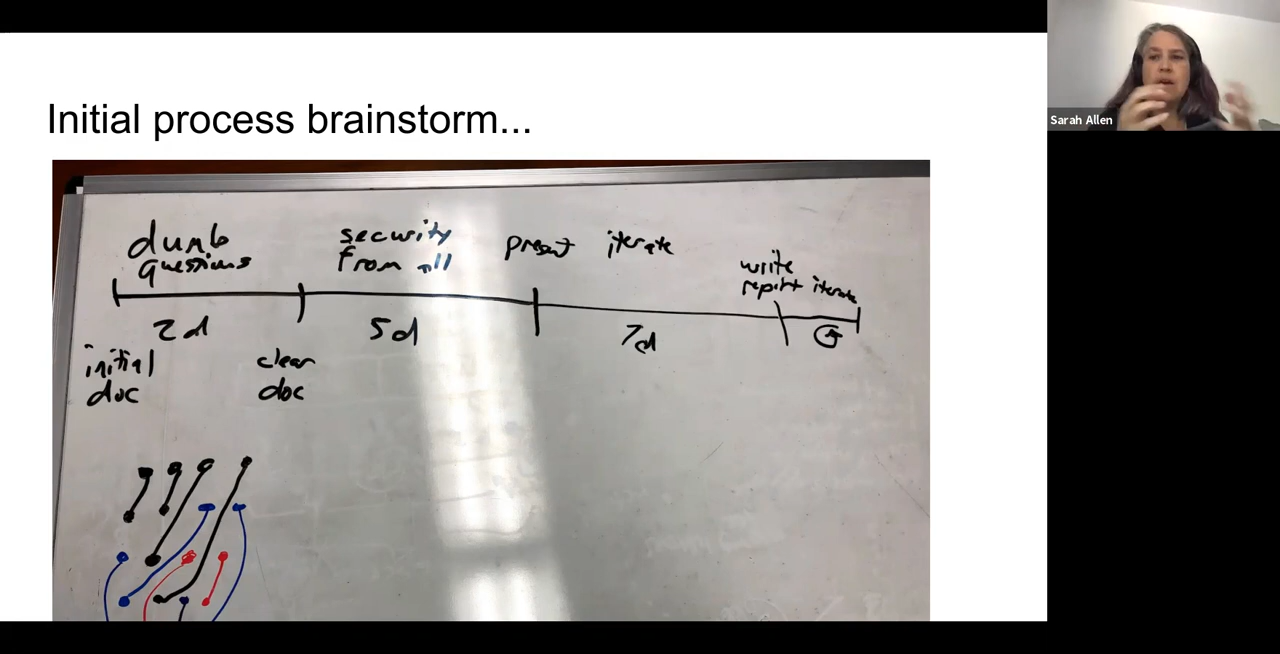 Initial process brainstorm...
Sarah Allen
dumb
questions
security
from all
present iterate
write
report iterate
2d
5d
7d
initial
doc
clear
doc